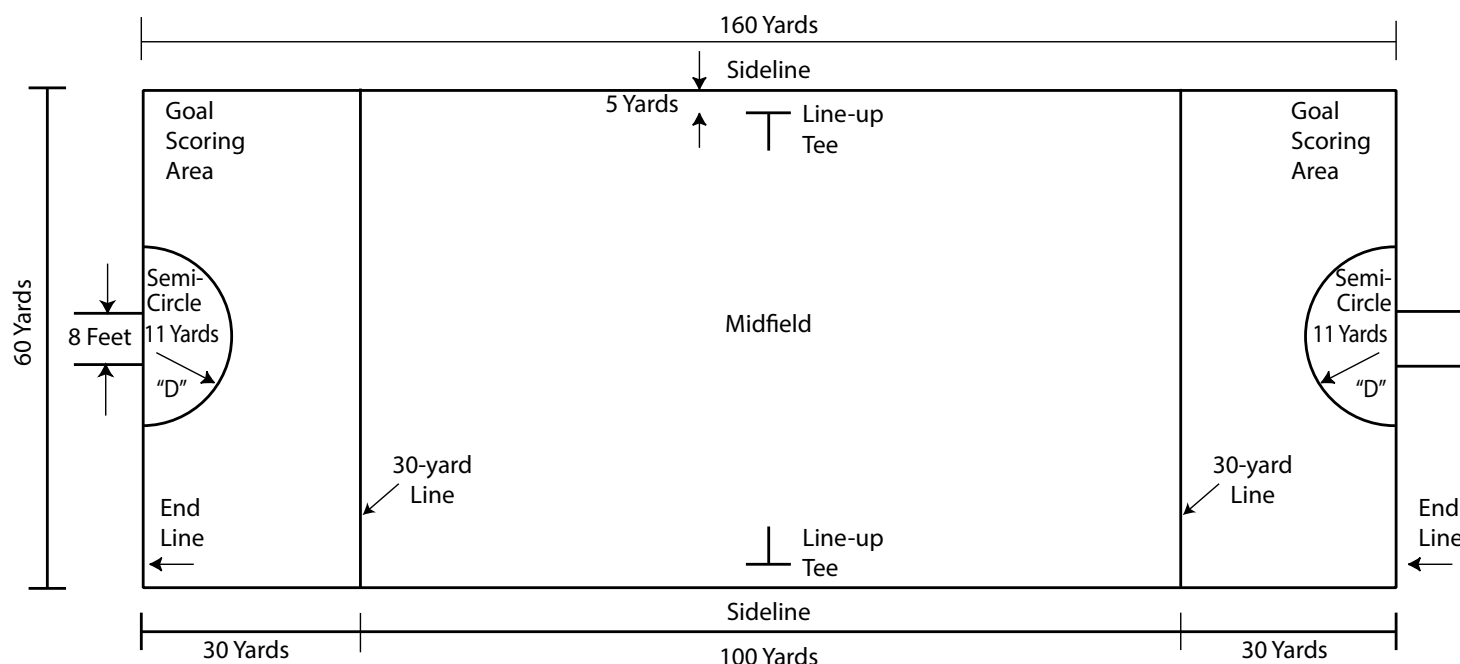 160 Yards
Sideline
5 Yards
Line-up
Tee
Goal
Scoring
Area
Goal
Scoring
Area
60 Yards
Semi-
Circle
11 Yards
"D"
8 Feet
Midfield
Semi-
Circle
11 Yards
"D"
30-yard
Line
30-yard
Line
End
Line
Line-up
Tee
End
Line
Sideline
30 Yards
100 Yards
30 Yards